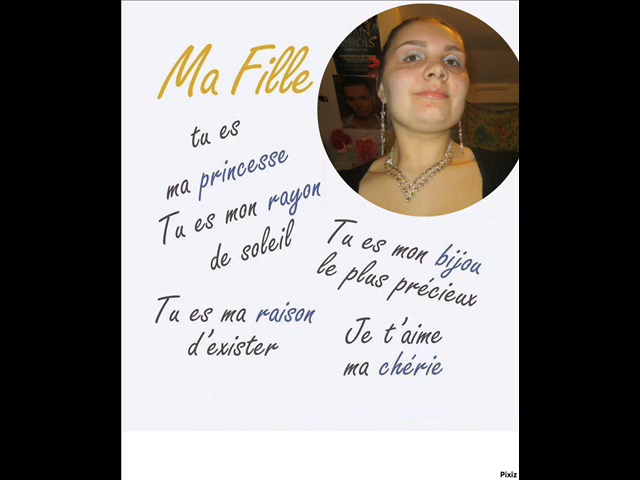 Ma Fille
tu es
ma princesse
Tu es mon rayon
de soleil
Tu es mon bijou
le plus précieux
Tu es ma raison
d'exister
Je t'aime
ma chérie
Pixiz